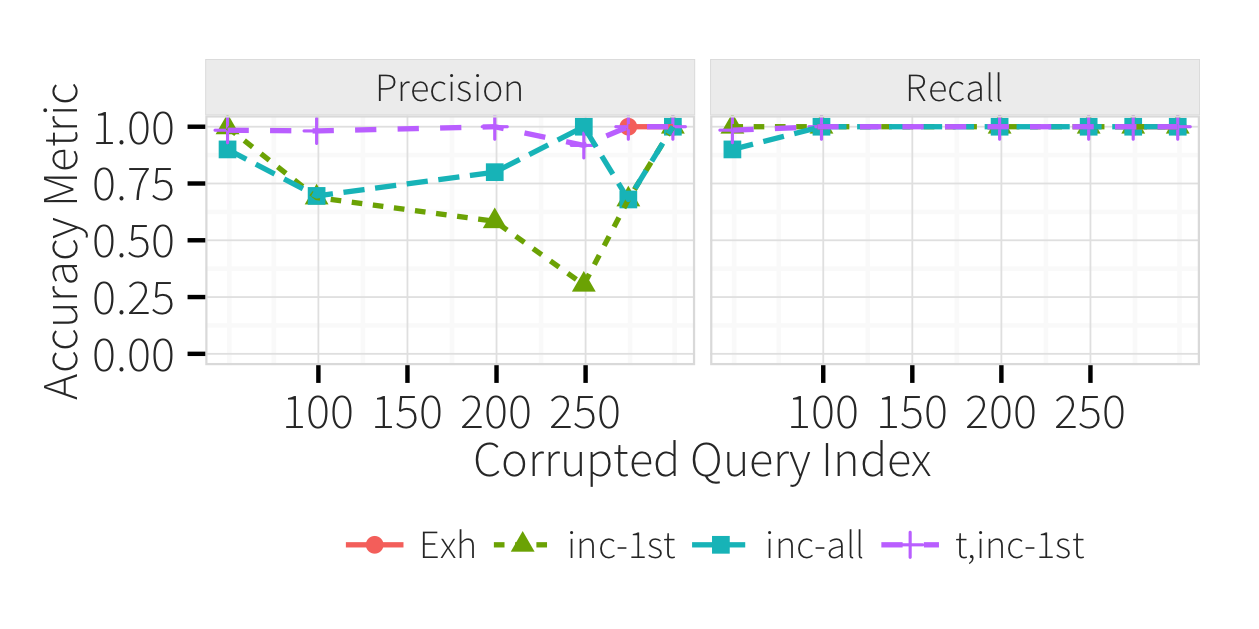 Precision
Recall
Accuracy Metric
1.00
0.75
0.50
0.25
0.00
100 150 200 250
100 150 200 250
Corrupted Query Index
Exh inc-1st inc-all t,inc-1st